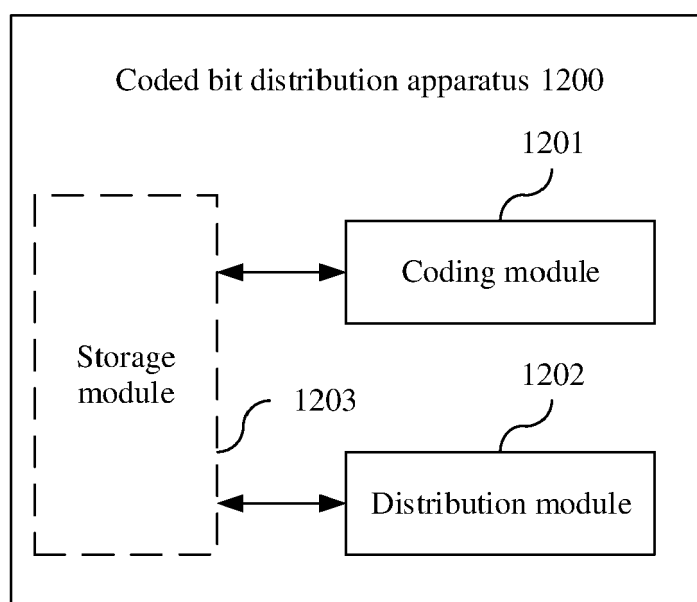 Coded bit distribution apparatus 1200
1201
Coding module
Storage
module
1203
1202
Distribution module